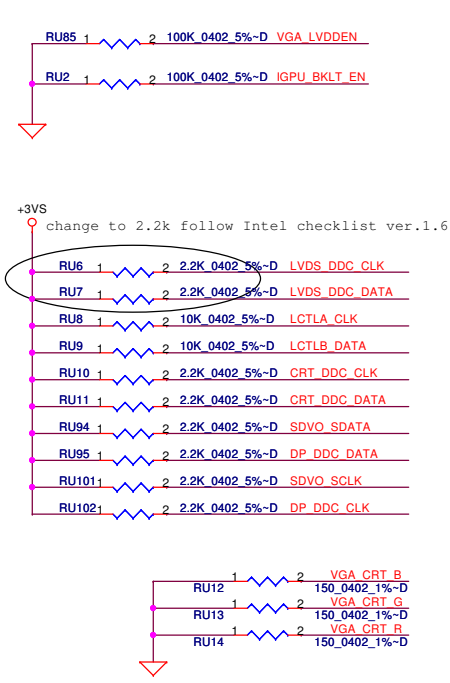 RU85 1 2 100K_0402_5%~D VGA_LVDDEN
RU2 1 2 100K_0402_5%~D IGPU_BKLT_EN
+3VS
change to 2.2k follow Intel checklist ver.1.6
RU6 1 2 2.2K_0402_5%~D LVDS_DDC_CLK
RU7 1 2 2.2K_0402_5%~D LVDS_DDC_DATA
RU8 1 2 10K_0402_5%~D LCTLA_CLK
RU9 1 2 10K_0402_5%~D LCTLB_DATA
RU10 1 2 2.2K_0402_5%~D CRT_DDC_CLK
RU11 1 2 2.2K_0402_5%~D CRT_DDC_DATA
RU94 1 2 2.2K_0402_5%~D SDVO_SDATA
RU95 1 2 2.2K_0402_5%~D DP_DDC_DATA
RU101 1 2 2.2K_0402_5%~D SDVO_SCLK
RU102 1 2 2.2K_0402_5%~D DP_DDC_CLK
1 2 VGA_CRT_B
RU12 150_0402_1%~D
1 2 VGA_CRT_G
RU13 150_0402_1%~D
1 2 VGA_CRT_R
RU14 150_0402_1%~D